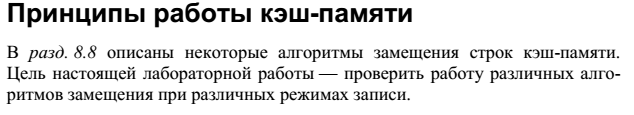 Принципы работы кэш-памяти
В разд. 8.8 описаны некоторые алгоритмы замещения строк кэш-памяти.
Цель настоящей лабораторной работы — проверить работу различных алго-
ритмов замещения при различных режимах записи.